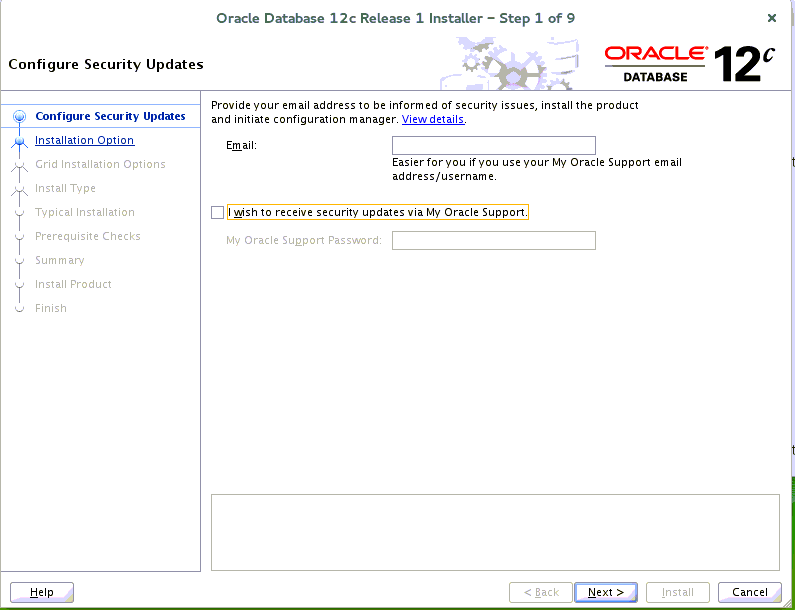 Oracle Database 12c Release 1 Installer – Step 1 of 9
Configure Security Updates
ORACLE®
DATABASE
12c
Configure Security Updates
Installation Option
Grid Installation Options
Install Type
Typical Installation
Prerequisite Checks
Summary
Install Product
Finish
Provide your email address to be informed of security issues, install the product
and initiate configuration manager. View details.
Email:
Easier for you if you use your My Oracle Support email
address/username.
I wish to receive security updates via My Oracle Support.
My Oracle Support Password:
Help
< Back
Next >
Install
Cancel